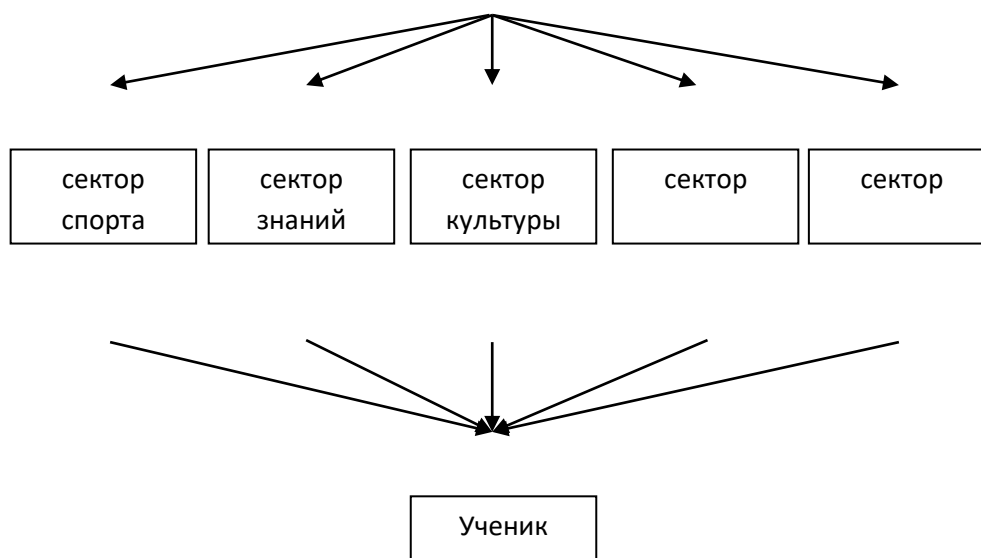 сектор
спорта
сектор
знаний
сектор
культуры
сектор
сектор
Ученик